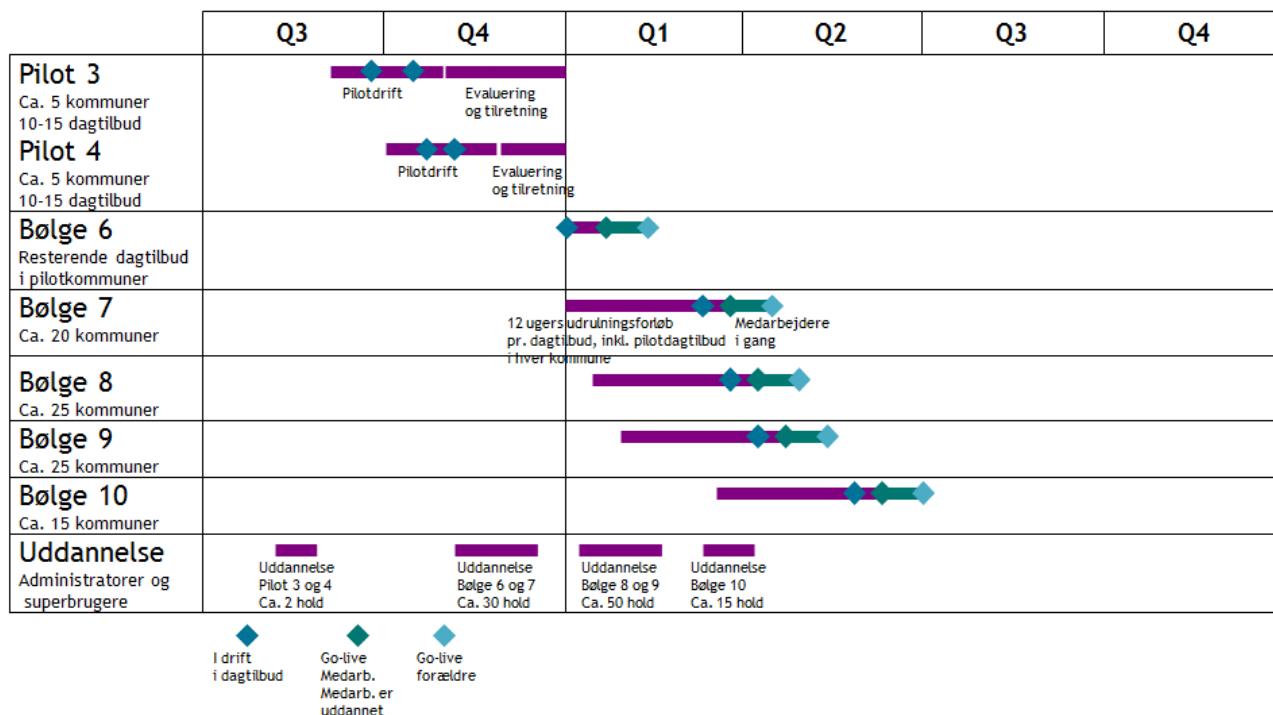 Q3 Q4 Q1 Q2 Q3 Q4
Pilot 3
Ca. 5 kommuner
10-15 dagtilbud
Pilotdrift
Evaluering
og tilretning
Pilot 4
Ca. 5 kommuner
10-15 dagtilbud
Pilotdrift
Evaluering
og tilretning
Bølge 6
Resterende dagtilbud
i pilotkommuner
Bølge 7
Ca. 20 kommuner
12 ugers udrulningsforløb
pr. dagtilbud, inkl. pilotdagtilbud
i hver kommune
Medarbejdere
i gang
Bølge 8
Ca. 25 kommuner
Bølge 9
Ca. 25 kommuner
Bølge 10
Ca. 15 kommuner
Uddannelse
Administratorer og
superbrugere
Uddannelse
Pilot 3 og 4
Ca. 2 hold
Uddannelse
Bølge 6 og 7
Ca. 30 hold
Uddannelse
Bølge 8 og 9
Ca. 50 hold
Uddannelse
Bølge 10
Ca. 15 hold
I drift
i dagtilbud
Go-live
Medarb.
Medarb. er
uddannet
Go-live
forældre